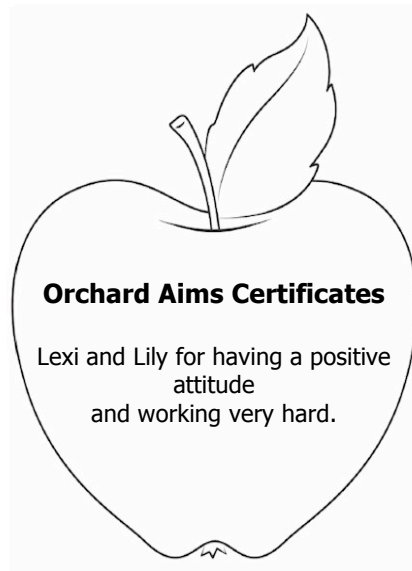 Orchard Aims Certificates
Lexi and Lily for having a positive
attitude
and working very hard.